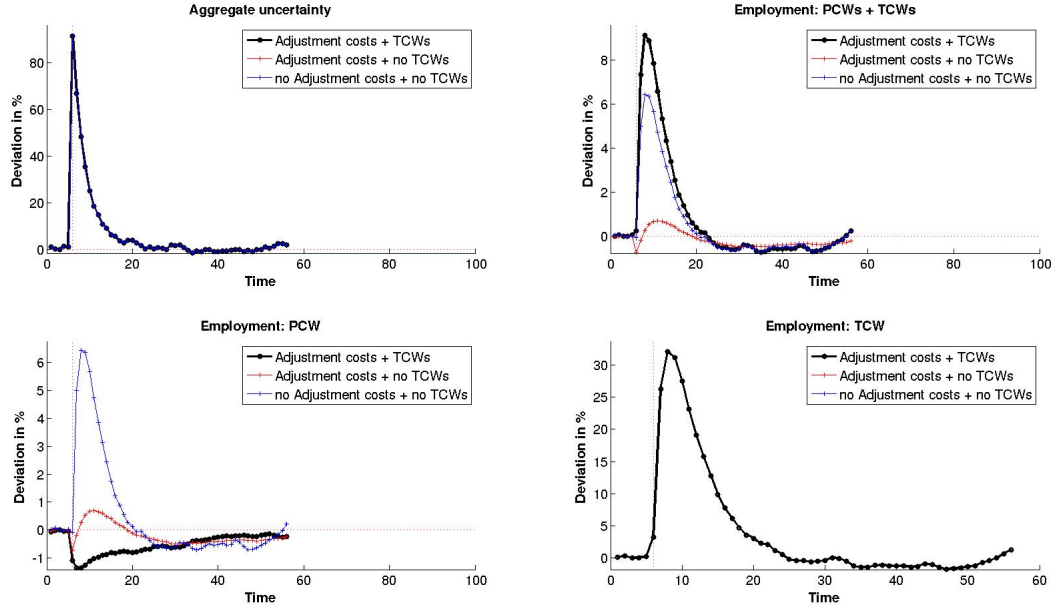 Aggregate uncertainty
Deviation in %
80
60
40
20
0
Adjustment costs + TCWs
Adjustment costs + no TCWs
no Adjustment costs + no TCWs
0 20 40 60 80 100
Time
Employment: PCWs + TCWs
Deviation in %
8
6
4
2
0
Adjustment costs + TCWs
Adjustment costs + no TCWs
no Adjustment costs + no TCWs
0 20 40 60 80 100
Time
Employment: PCW
Deviation in %
6
5
4
3
2
1
0
-1
Adjustment costs + TCWs
Adjustment costs + no TCWs
no Adjustment costs + no TCWs
0 20 40 60 80 100
Time
Employment: TCW
Deviation in %
30
25
20
15
10
5
0
Adjustment costs + TCWs
Adjustment costs + no TCWs
no Adjustment costs + no TCWs
0 10 20 30 40 50 60
Time